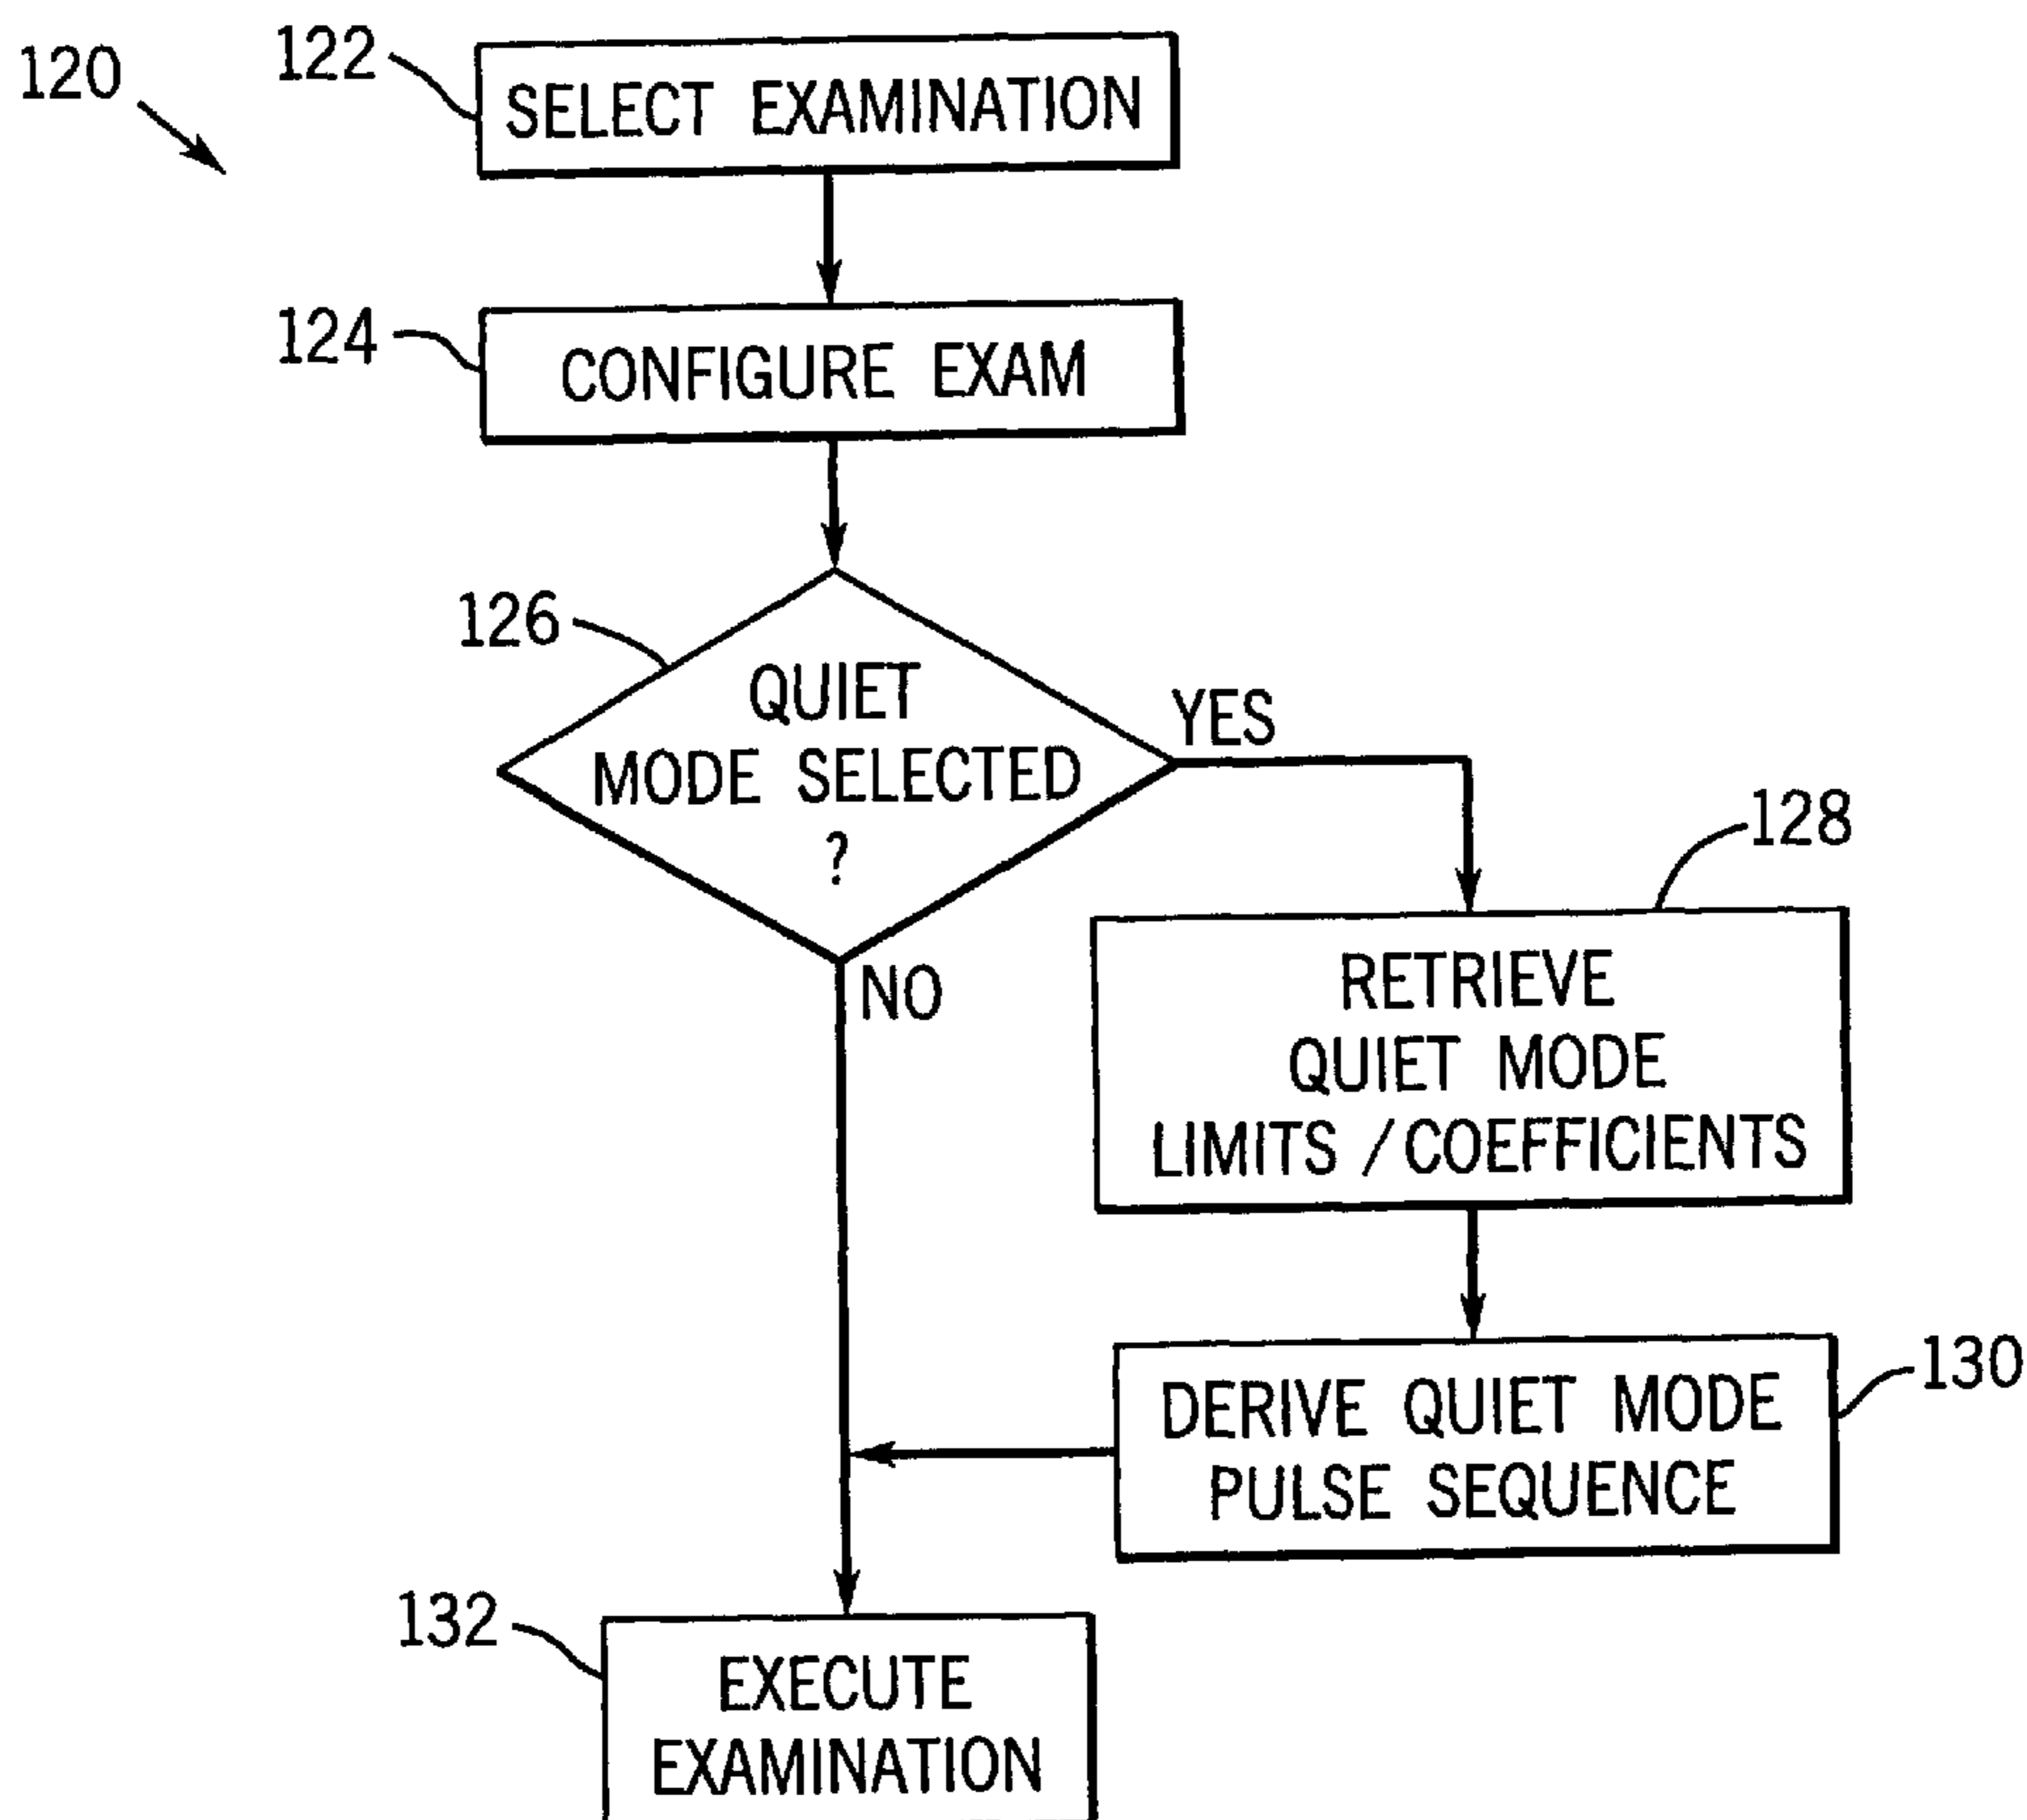 120
122
SELECT EXAMINATION
124
CONFIGURE EXAM
126
QUIET
MODE SELECTED
?
YES
NO
128
RETRIEVE
QUIET MODE
LIMITS /COEFFICIENTS
130
DERIVE QUIET MODE
PULSE SEQUENCE
132
EXECUTE
EXAMINATION